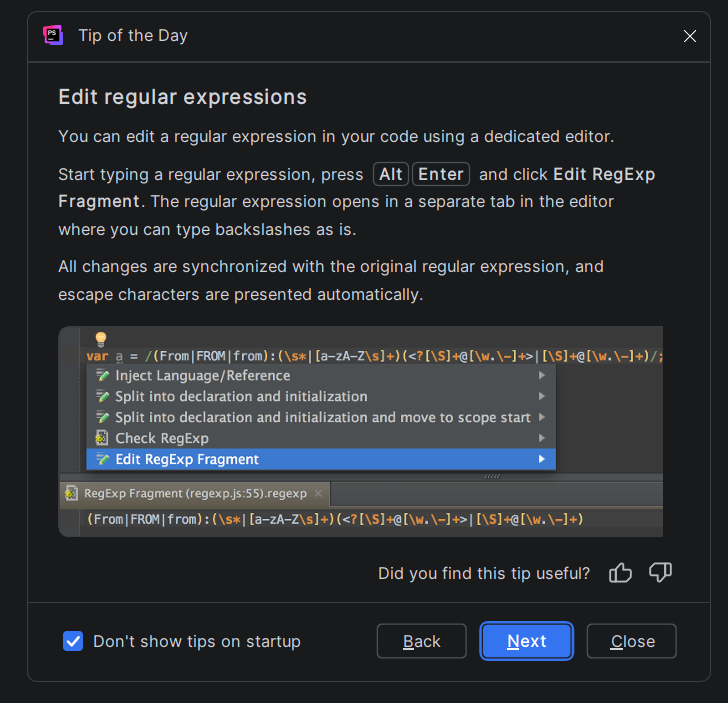 PS
Tip of the Day
Edit regular expressions
You can edit a regular expression in your code using a dedicated editor.
Start typing a regular expression, press Alt Enter and click Edit RegExp
Fragment. The regular expression opens in a separate tab in the editor
where you can type backslashes as is.
All changes are synchronized with the original regular expression, and
escape characters are presented automatically.
var a = /(From|FROM|from):(\s*|[a-zA-Z\s]+)(<?[\S]+@[\w.\-]+>|[\S]+@[\w.\-]+)/;
Inject Language/Reference
Split into declaration and initialization
Split into declaration and initialization and move to scope start
Check RegExp
Edit RegExp Fragment
RegExp Fragment (regexp.js:55).regexp
(From|FROM|from):(\s*|[a-zA-Z\s]+)(<?[\S]+@[\w.\-]+>|[\S]+@[\w.\-]+)
Did you find this tip useful?
Don't show tips on startup
Back
Next
Close